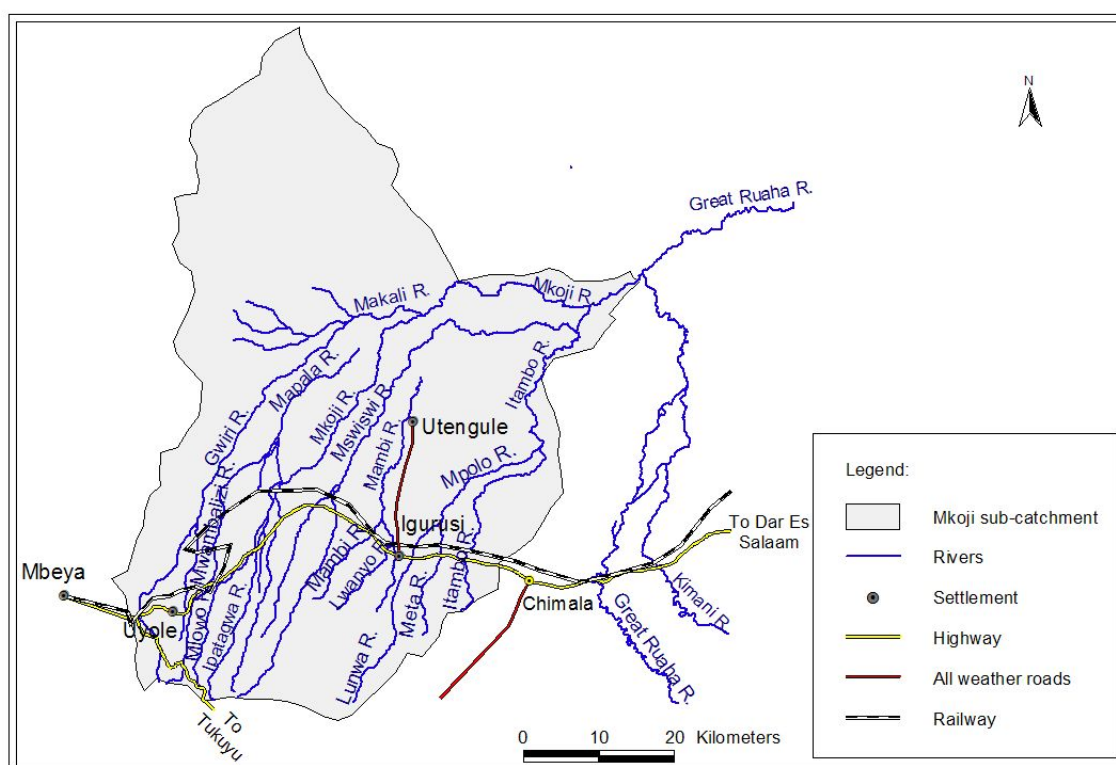 N
Great Ruaha R.
Mkoji R.
Makali R.
Mapala R.
Itambo R.
Gwiri R.
Mkoji R.
Mswiswi R.
Mambi R.
Utengule
Mpolo R.
Mwambalizi R.
Igurusi
To Dar Es
Salaam
Mbeya
Uyole
Mlowo R.
Ipatagwa R.
Mambi R.
Lwanyo R.
Meta R.
Itambo R.
Chimala
Kimani R.
Great Ruaha R.
Lunwa R.
To
Tukuyu
0 10 20 Kilometers
Legend:
Mkoji sub-catchment
Rivers
Settlement
Highway
All weather roads
Railway